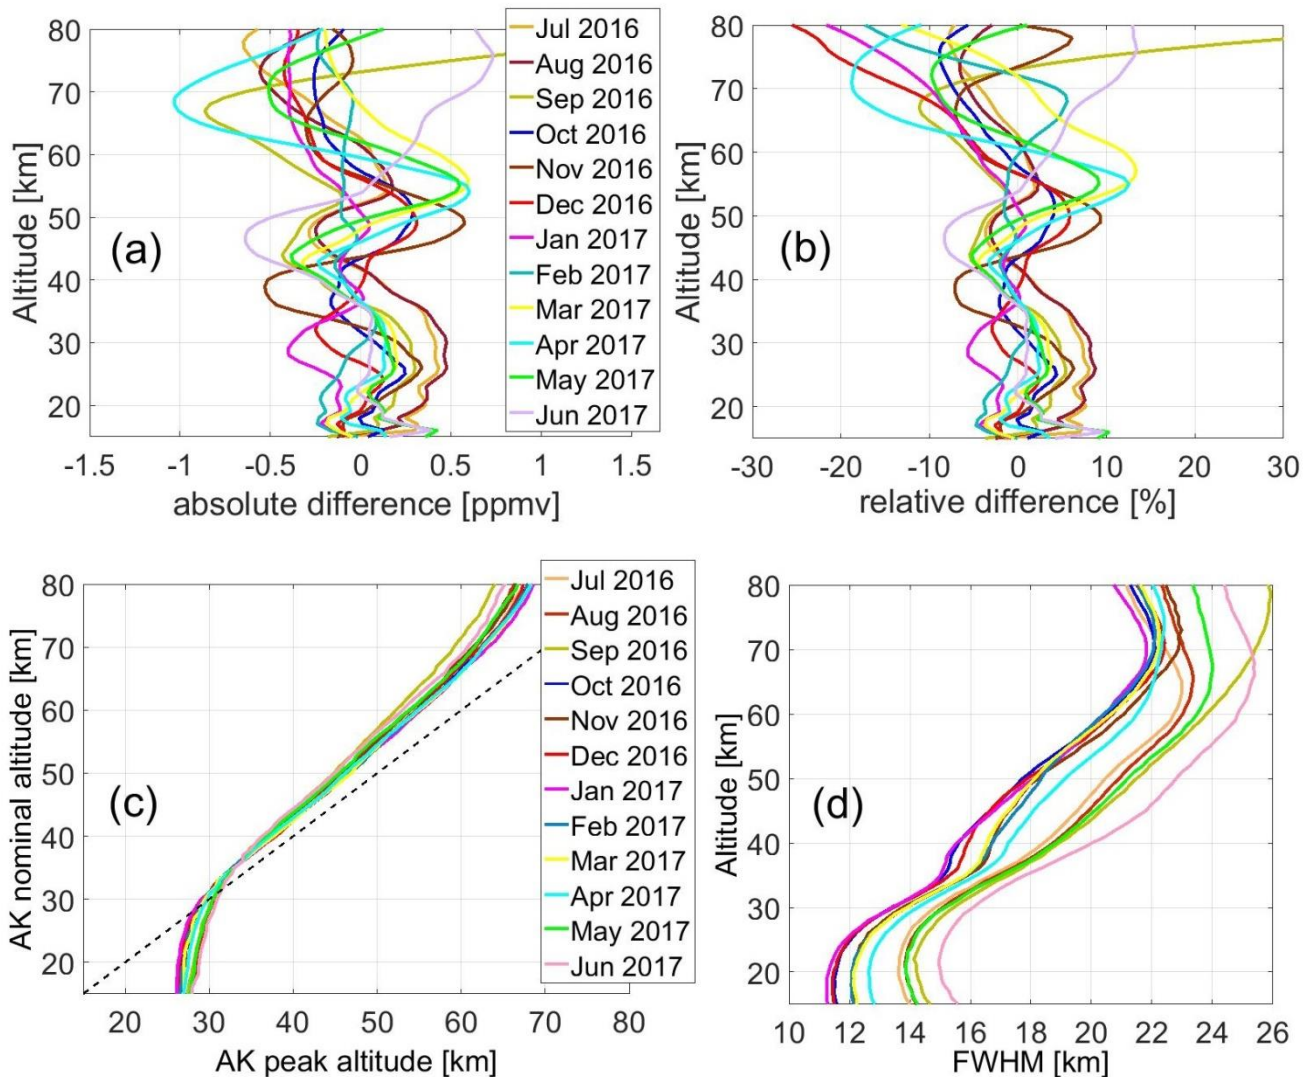 80
70
60
50
40
30
20
Altitude [km]
(a)
-1.5 -1 -0.5 0 0.5 1 1.5
absolute difference [ppmv]
Jul 2016
Aug 2016
Sep 2016
Oct 2016
Nov 2016
Dec 2016
Jan 2017
Feb 2017
Mar 2017
Apr 2017
May 2017
Jun 2017
80
70
60
50
40
30
20
Altitude [km]
(b)
-30 -20 -10 0 10 20 30
relative difference [%]
80
70
60
50
40
30
20
AK nominal altitude [km]
(c)
20 30 40 50 60 70 80
AK peak altitude [km]
Jul 2016
Aug 2016
Sep 2016
Oct 2016
Nov 2016
Dec 2016
Jan 2017
Feb 2017
Mar 2017
Apr 2017
May 2017
Jun 2017
80
70
60
50
40
30
20
Altitude [km]
(d)
10 12 14 16 18 20 22 24 26
FWHM [km]